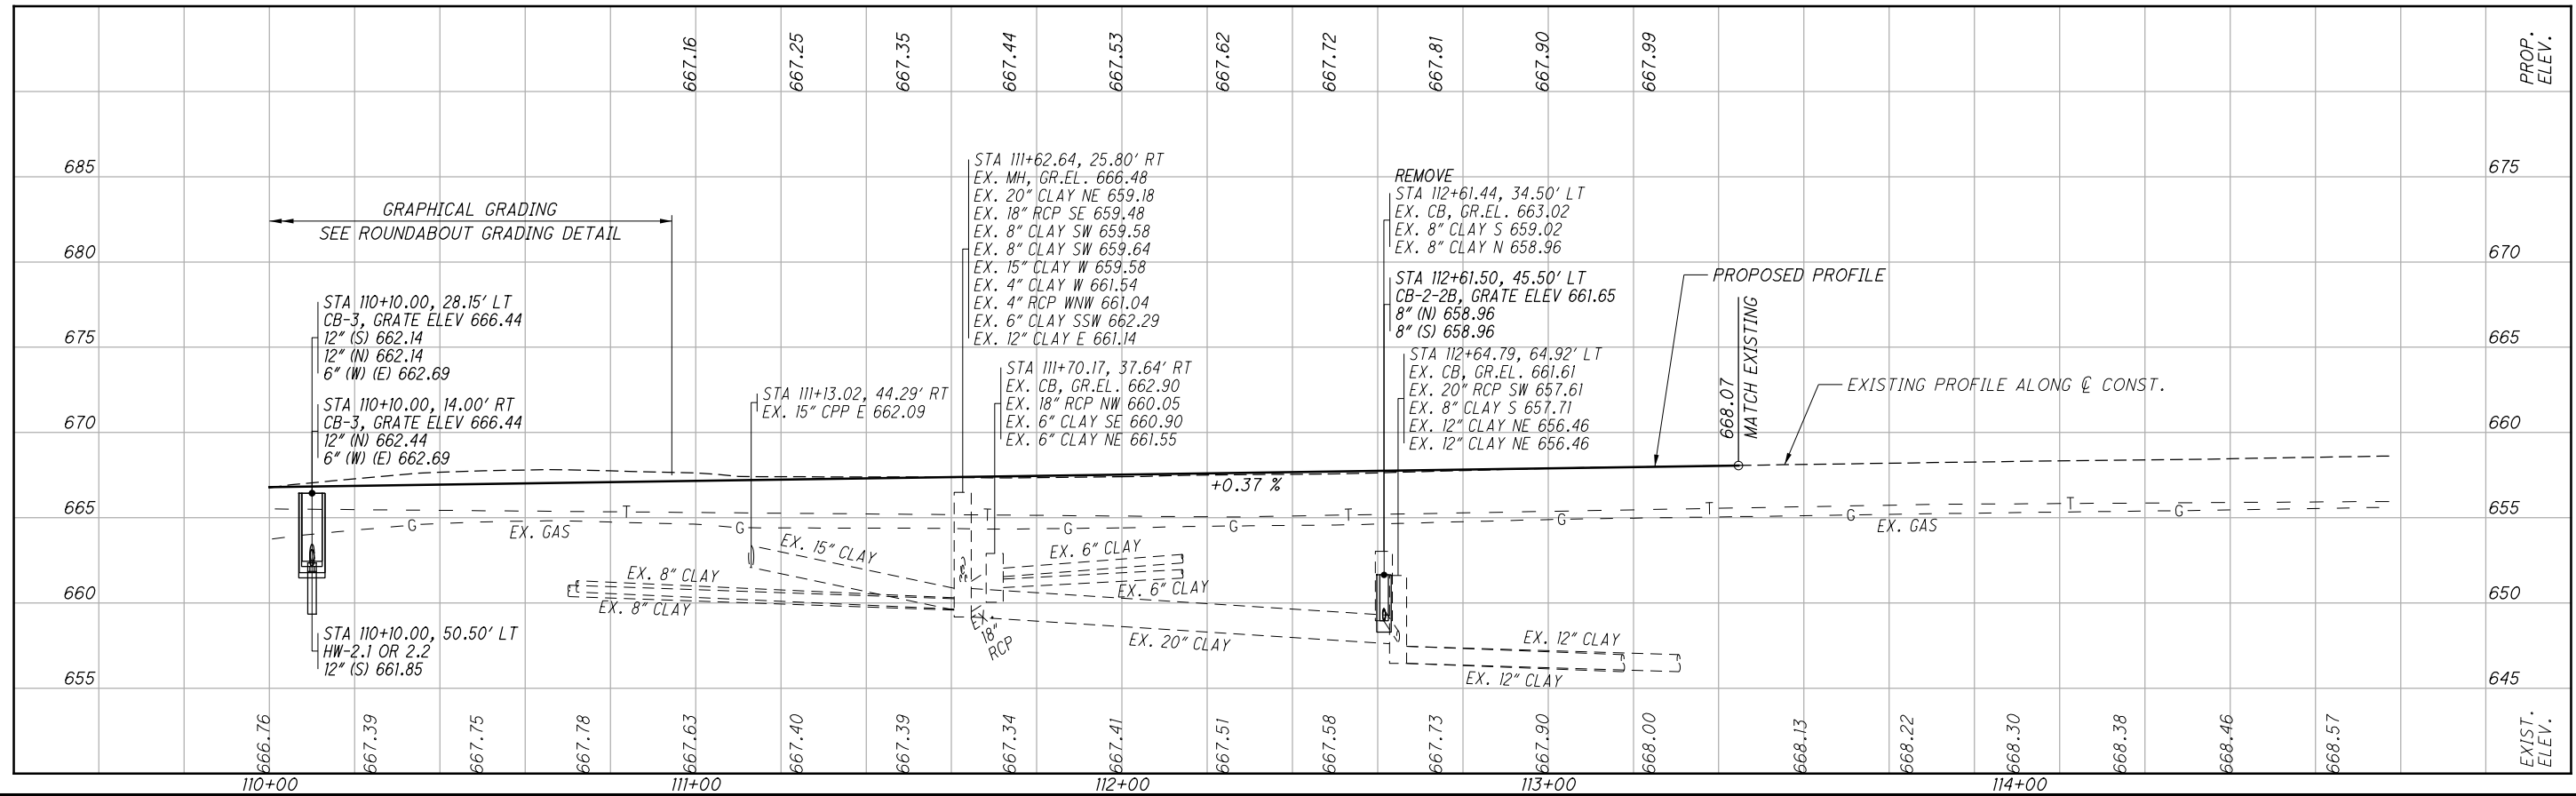 667.16
667.25
667.35
667.44
667.53
667.62
667.72
667.81
667.90
667.99
PROP.
ELEV.
685
680
675
670
665
660
655
GRAPHICAL GRADING
SEE ROUNDABOUT GRADING DETAIL
STA 110+10.00, 28.15' LT
CB-3, GRATE ELEV 666.44
12" (S) 662.14
12" (N) 662.14
6" (W) (E) 662.69
STA 110+10.00, 14.00' RT
CB-3, GRATE ELEV 666.44
12" (N) 662.44
6" (W) (E) 662.69
STA 110+10.00, 50.50' LT
HW-2.1 OR 2.2
12" (S) 661.85
STA 111+13.02, 44.29' RT
EX. 15" CPP E 662.09
STA 111+62.64, 25.80' RT
EX. MH, GR.EL. 666.48
EX. 20" CLAY NE 659.18
EX. 18" RCP SE 659.48
EX. 8" CLAY SW 659.58
EX. 8" CLAY SW 659.64
EX. 15" CLAY W 659.58
EX. 4" CLAY W 661.54
EX. 4" RCP WNW 661.04
EX. 6" CLAY SSW 662.29
EX. 12" CLAY E 661.14
STA 111+70.17, 37.64' RT
EX. CB, GR.EL. 662.90
EX. 18" RCP NW 660.05
EX. 6" CLAY SE 660.90
EX. 6" CLAY NE 661.55
REMOVE
STA 112+61.44, 34.50' LT
EX. CB, GR.EL. 663.02
EX. 8" CLAY S 659.02
EX. 8" CLAY N 658.96
STA 112+61.50, 45.50' LT
CB-2-2B, GRATE ELEV 661.65
8" (N) 658.96
8" (S) 658.96
STA 112+64.79, 64.92' LT
EX. CB, GR.EL. 661.61
EX. 20" RCP SW 657.61
EX. 8" CLAY S 657.71
EX. 12" CLAY NE 656.46
EX. 12" CLAY NE 656.46
PROPOSED PROFILE
668.07
MATCH EXISTING
EXISTING PROFILE ALONG ℄ CONST.
+0.37 %
T
T
T
T
T
G
G
G
G
G
G
G
EX. GAS
EX. GAS
EX. 15" CLAY
EX. 8" CLAY
EX. 8" CLAY
EX. 6" CLAY
EX. 6" CLAY
EX.
18"
RCP
EX. 20" CLAY
EX. 12" CLAY
EX. 12" CLAY
675
670
665
660
655
650
645
666.76
667.39
667.75
667.78
667.63
667.40
667.39
667.34
667.41
667.51
667.58
667.73
667.90
668.00
668.13
668.22
668.30
668.38
668.46
668.57
EXIST.
ELEV.
110+00
111+00
112+00
113+00
114+00